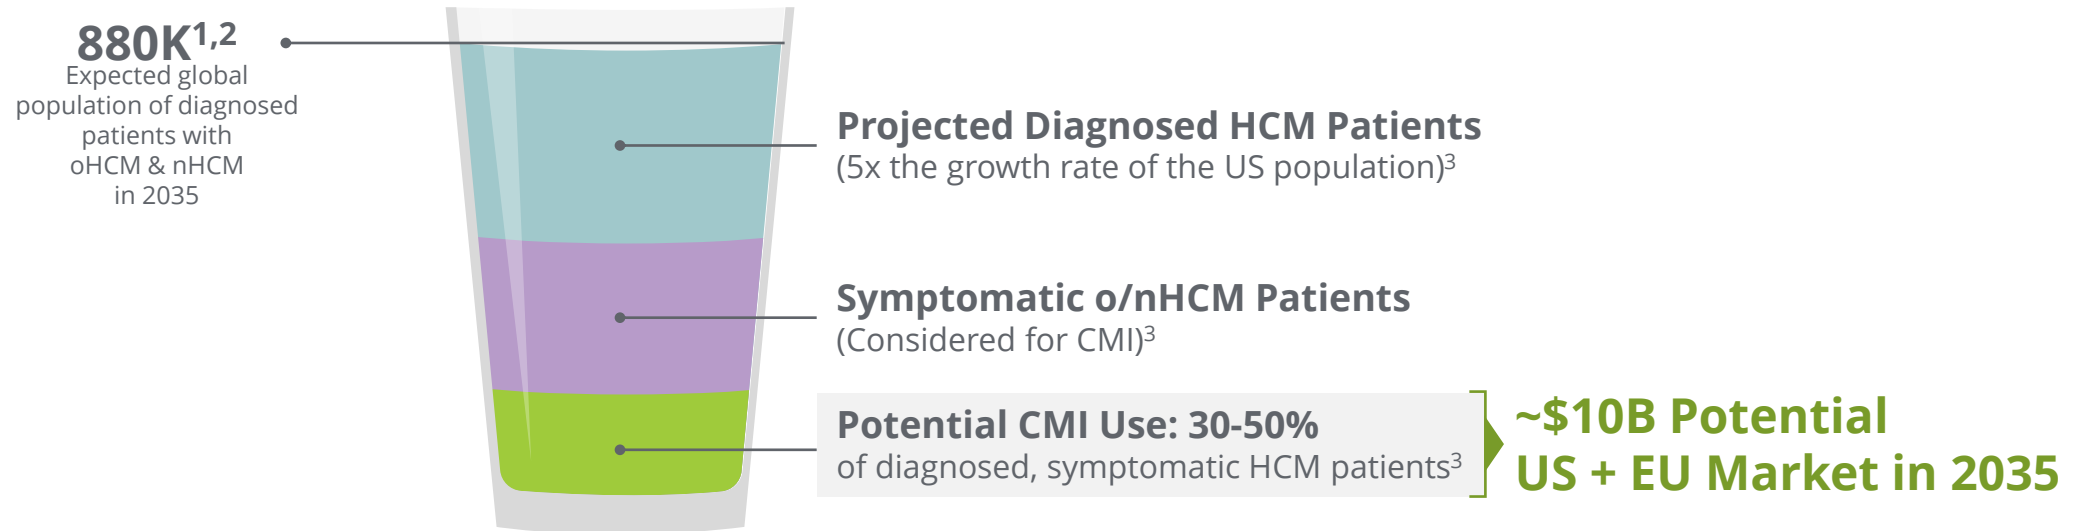 880K1,2
Expected global
population of diagnosed
patients with
oHCM & nHCM
in 2035
Projected Diagnosed HCM Patients
(5x the growth rate of the US population)3
Symptomatic o/nHCM Patients
(Considered for CMI)3
Potential CMI Use: 30-50%
of diagnosed, symptomatic HCM patients3
~$10B Potential
US + EU Market in 2035